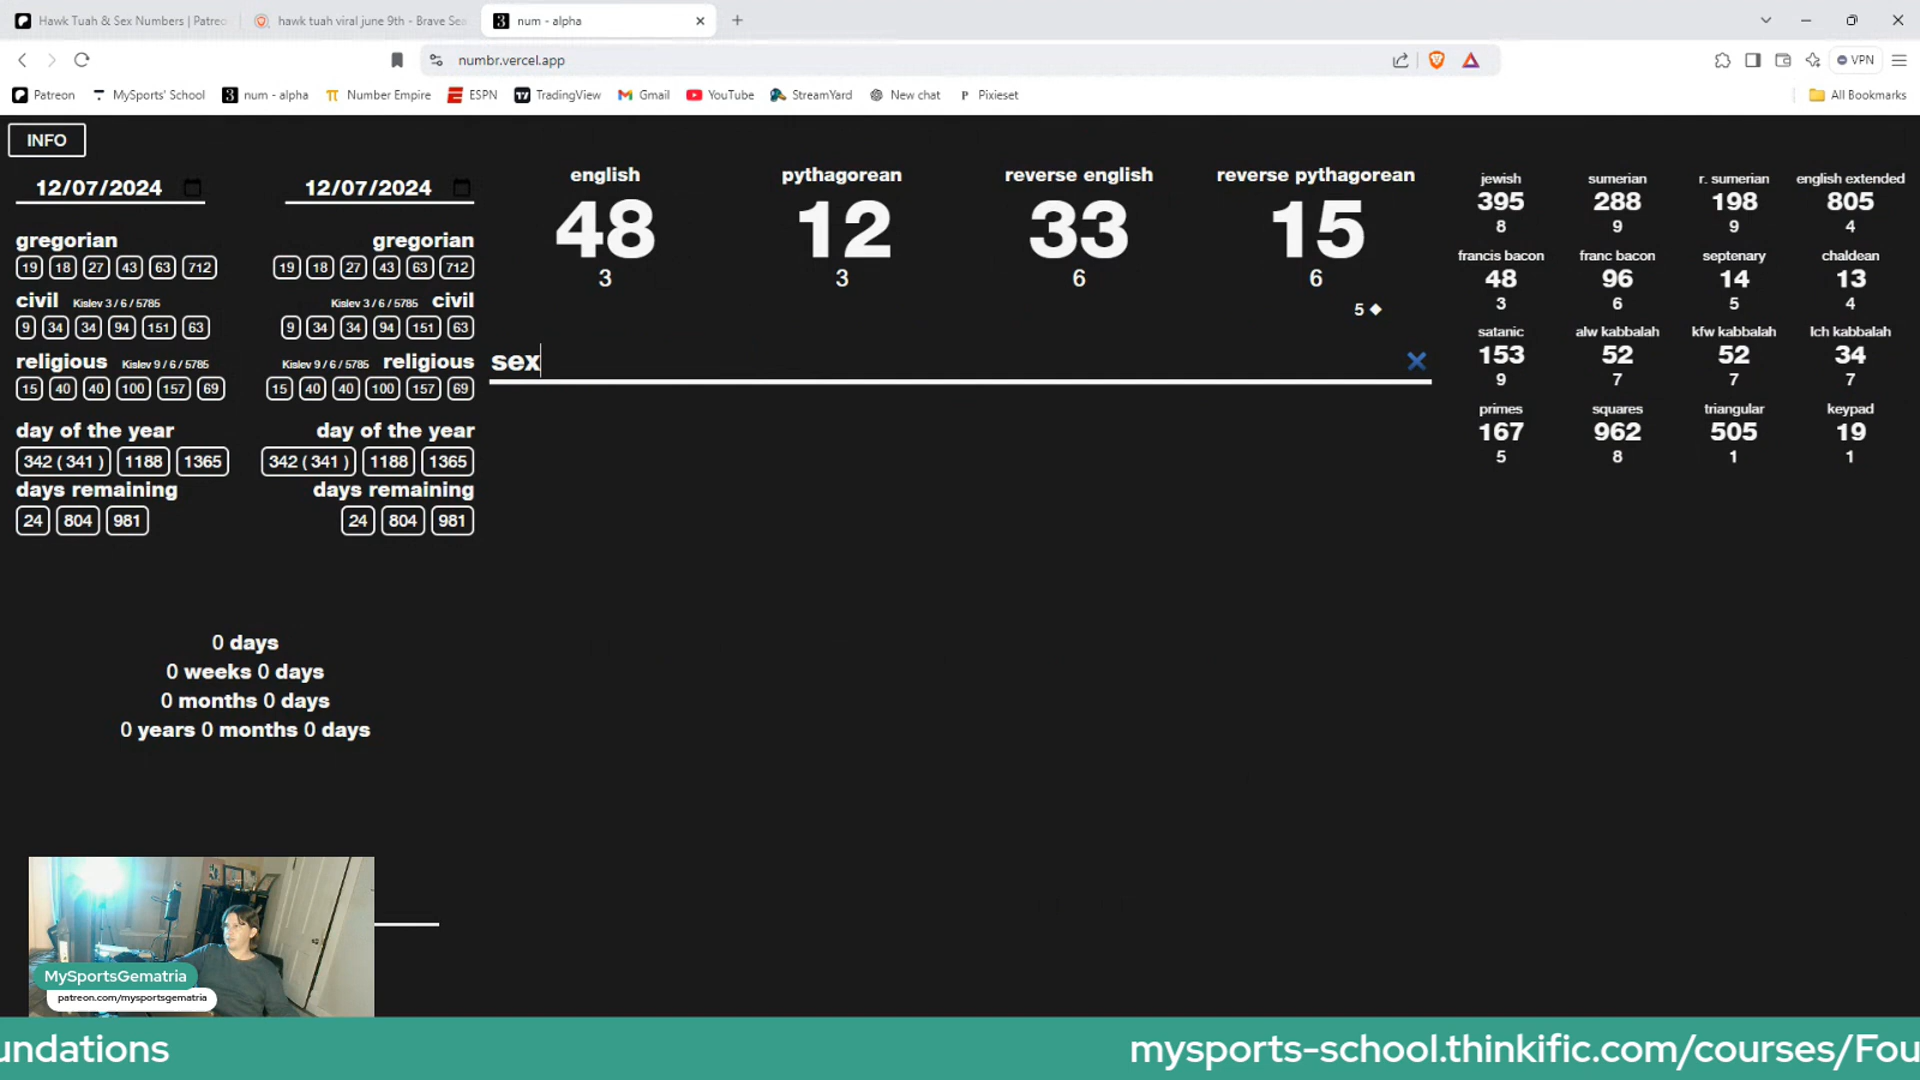 Hawk Tuah & Sex Numbers | Patreo
hawk tuah viral june 9th - Brave Sea
3 num - alpha
numbr.vercel.app
VPN
Patreon
MySports' School
3 num - alpha
Number Empire
ESPN
TradingView
Gmail
YouTube
StreamYard
New chat
Pixieset
All Bookmarks
INFO
12/07/2024
12/07/2024
gregorian
19 18 27 43 63 712
gregorian
19 18 27 43 63 712
civil Kislev 3 / 6 / 5785
9 34 34 94 151 63
Kislev 3 / 6 / 5785 civil
9 34 34 94 151 63
religious Kislev 9 / 6 / 5785
15 40 40 100 157 69
Kislev 9 / 6 / 5785 religious
15 40 40 100 157 69
day of the year
342 ( 341 ) 1188 1365
day of the year
342 ( 341 ) 1188 1365
days remaining
24 804 981
days remaining
24 804 981
0 days
0 weeks 0 days
0 months 0 days
0 years 0 months 0 days
english
48
3
pythagorean
12
3
reverse english
33
6
reverse pythagorean
15
6
5 ◆
sex
jewish
395
8
sumerian
288
9
r. sumerian
198
9
english extended
805
4
francis bacon
48
3
franc bacon
96
6
septenary
14
5
chaldean
13
4
satanic
153
9
alw kabbalah
52
7
kfw kabbalah
52
7
lch kabbalah
34
7
primes
167
5
squares
962
8
triangular
505
1
keypad
19
1
MySportsGematria
patreon.com/mysportsgematria
undations
mysports-school.thinkific.com/courses/Fou